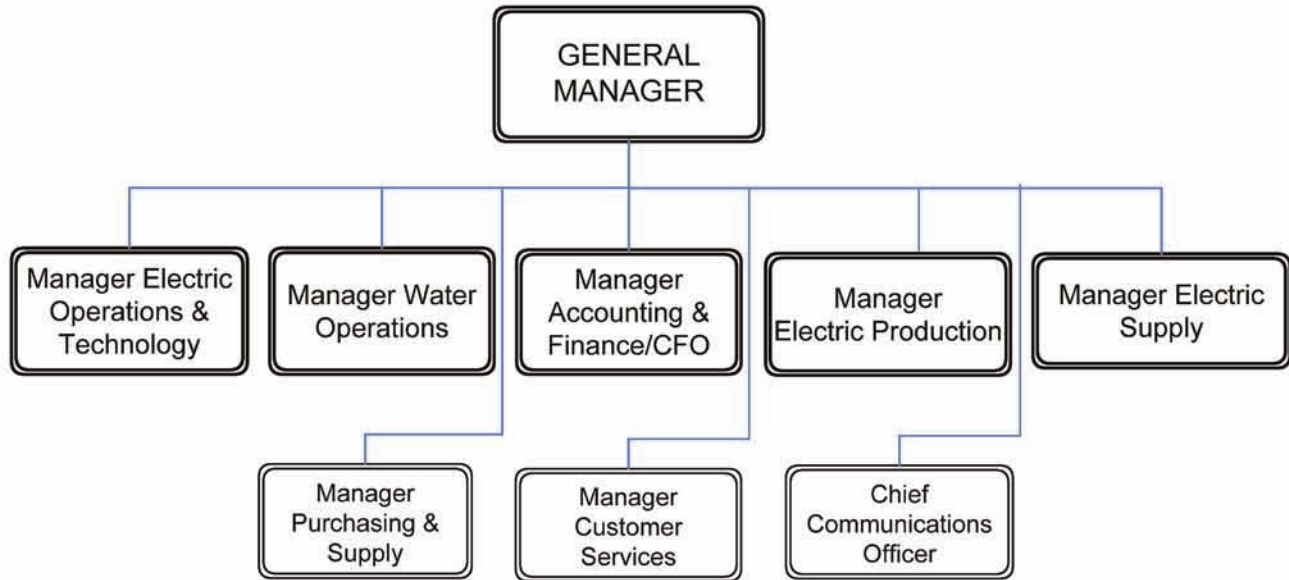 GENERAL
MANAGER
Manager Electric
Operations &
Technology
Manager Water
Operations
Manager
Accounting &
Finance/CFO
Manager
Electric Production
Manager Electric
Supply
Manager
Purchasing &
Supply
Manager
Customer
Services
Chief
Communications
Officer